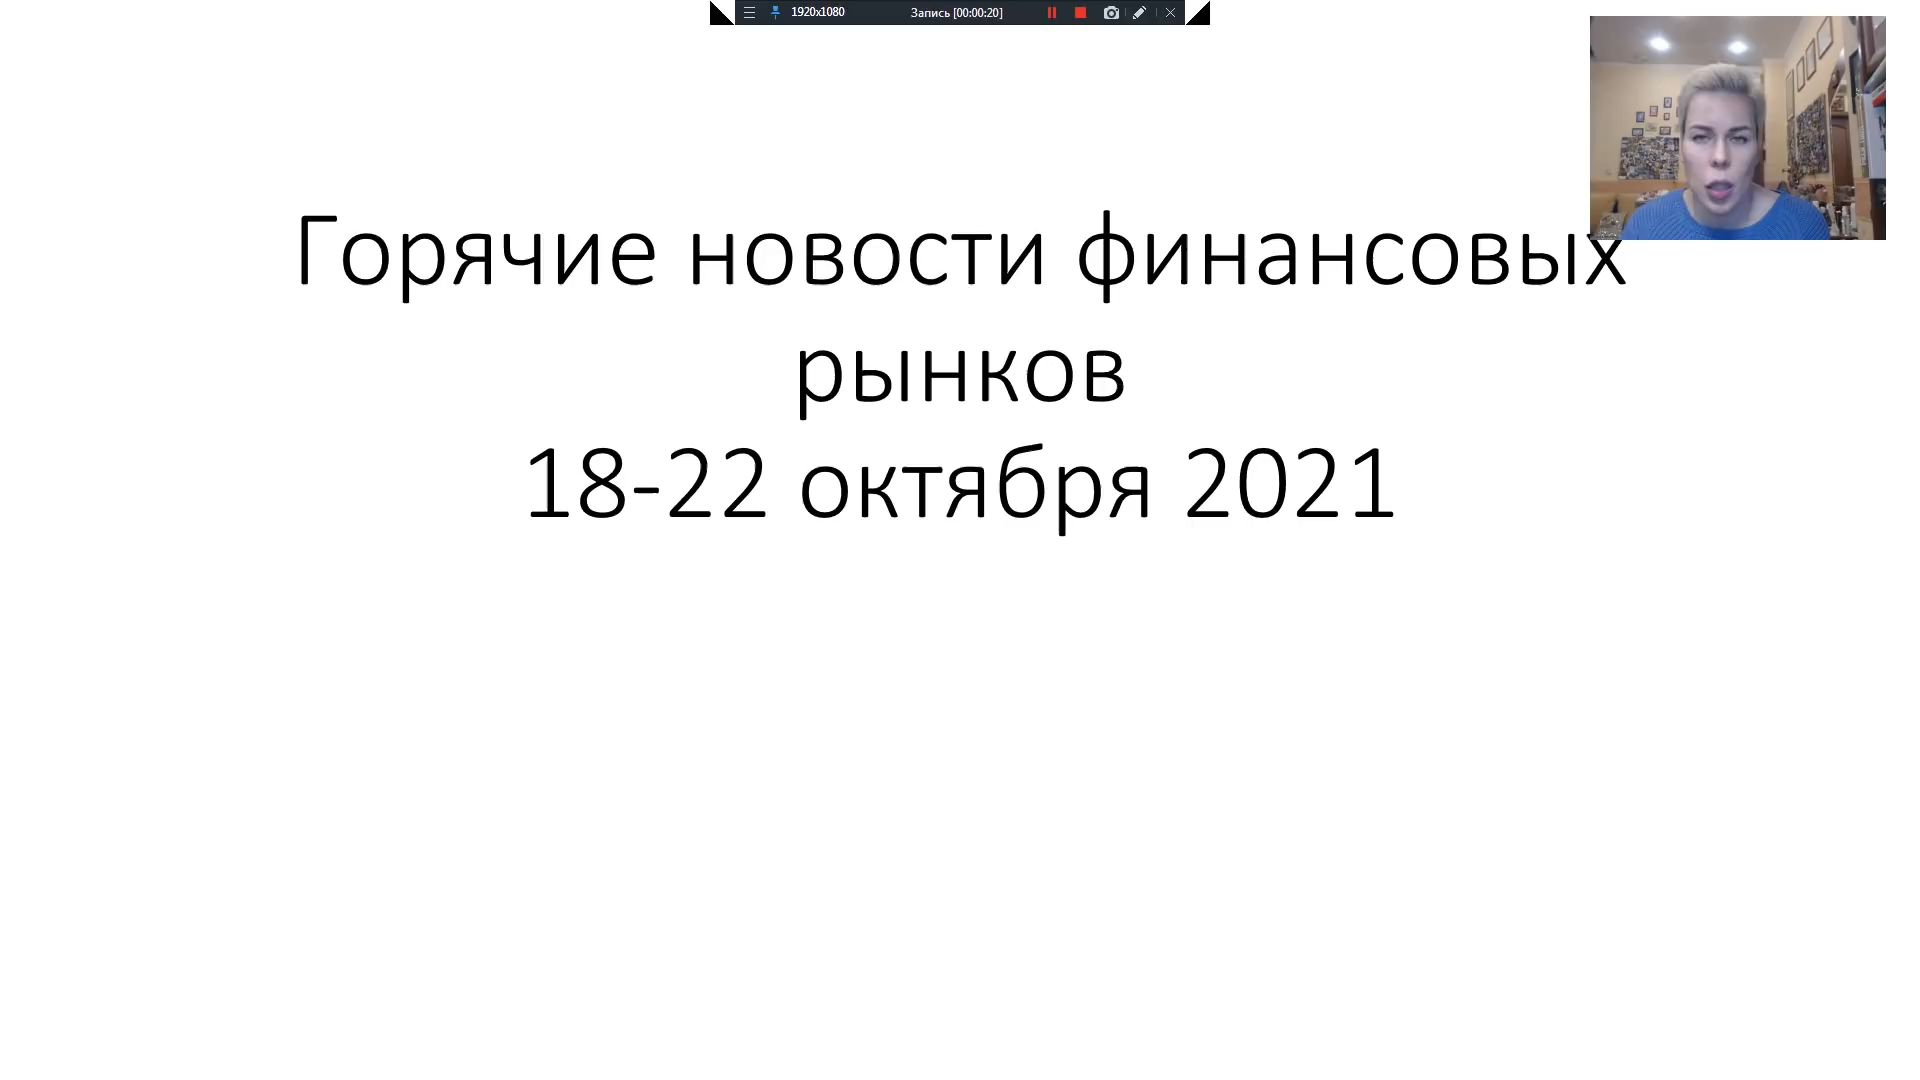 1920x1080 Запись [00:00:20]
Горячие новости финансовых
рынков
18-22 октября 2021